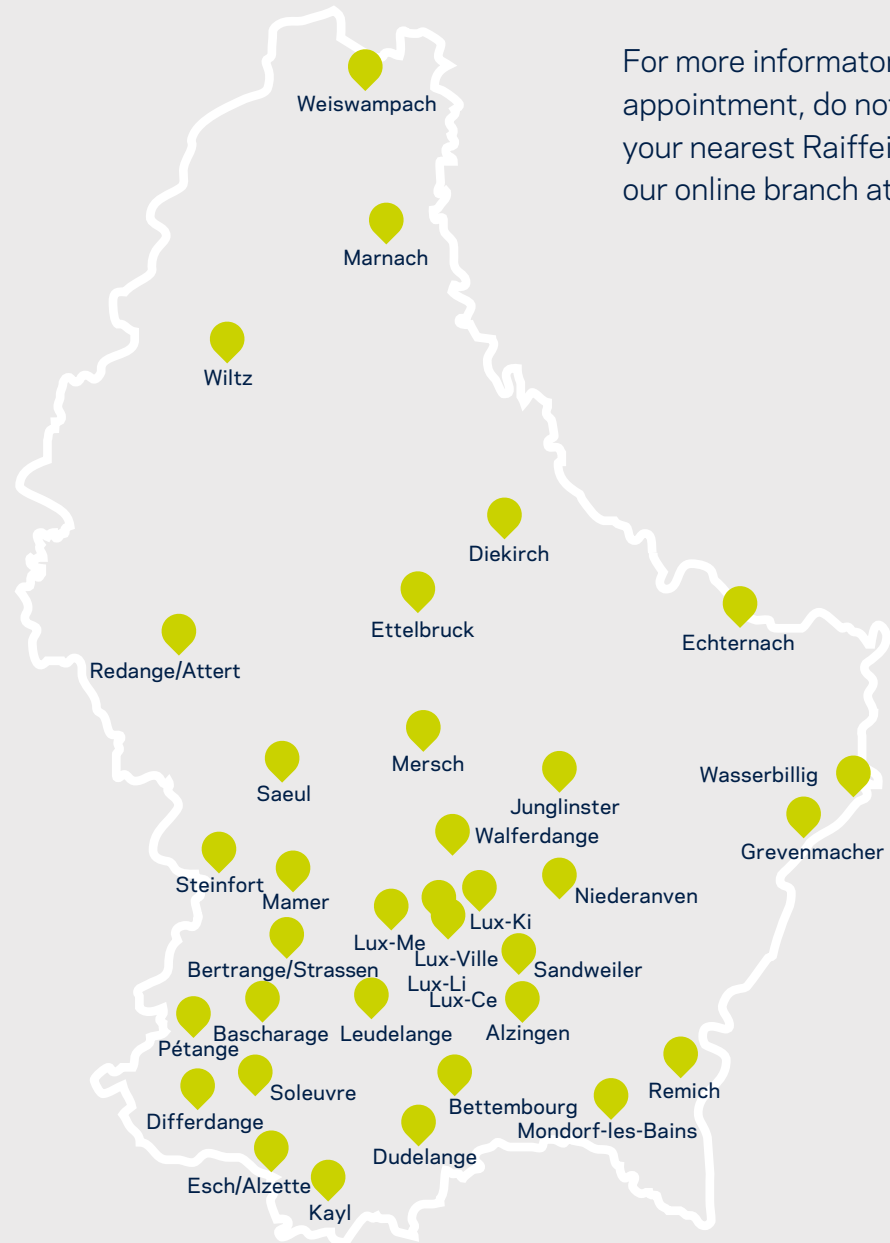 For more informaton
appointment, do not
your nearest Raiffei
our online branch at
Weiswampach
Marnach
Wiltz
Diekirch
Ettelbruck
Echternach
Redange/Attert
Mersch
Wasserbillig
Saeul
Junglinster
Walferdange
Grevenmacher
Steinfort
Mamer
Niederanven
Lux-Ki
Lux-Me
Lux-Ville
Bertrange/Strassen
Sandweiler
Lux-Li
Lux-Ce
Bascharage
Leudelange
Alzingen
Pétange
Soleuvre
Remich
Bettembourg
Differdange
Mondorf-les-Bains
Dudelange
Esch/Alzette
Kayl